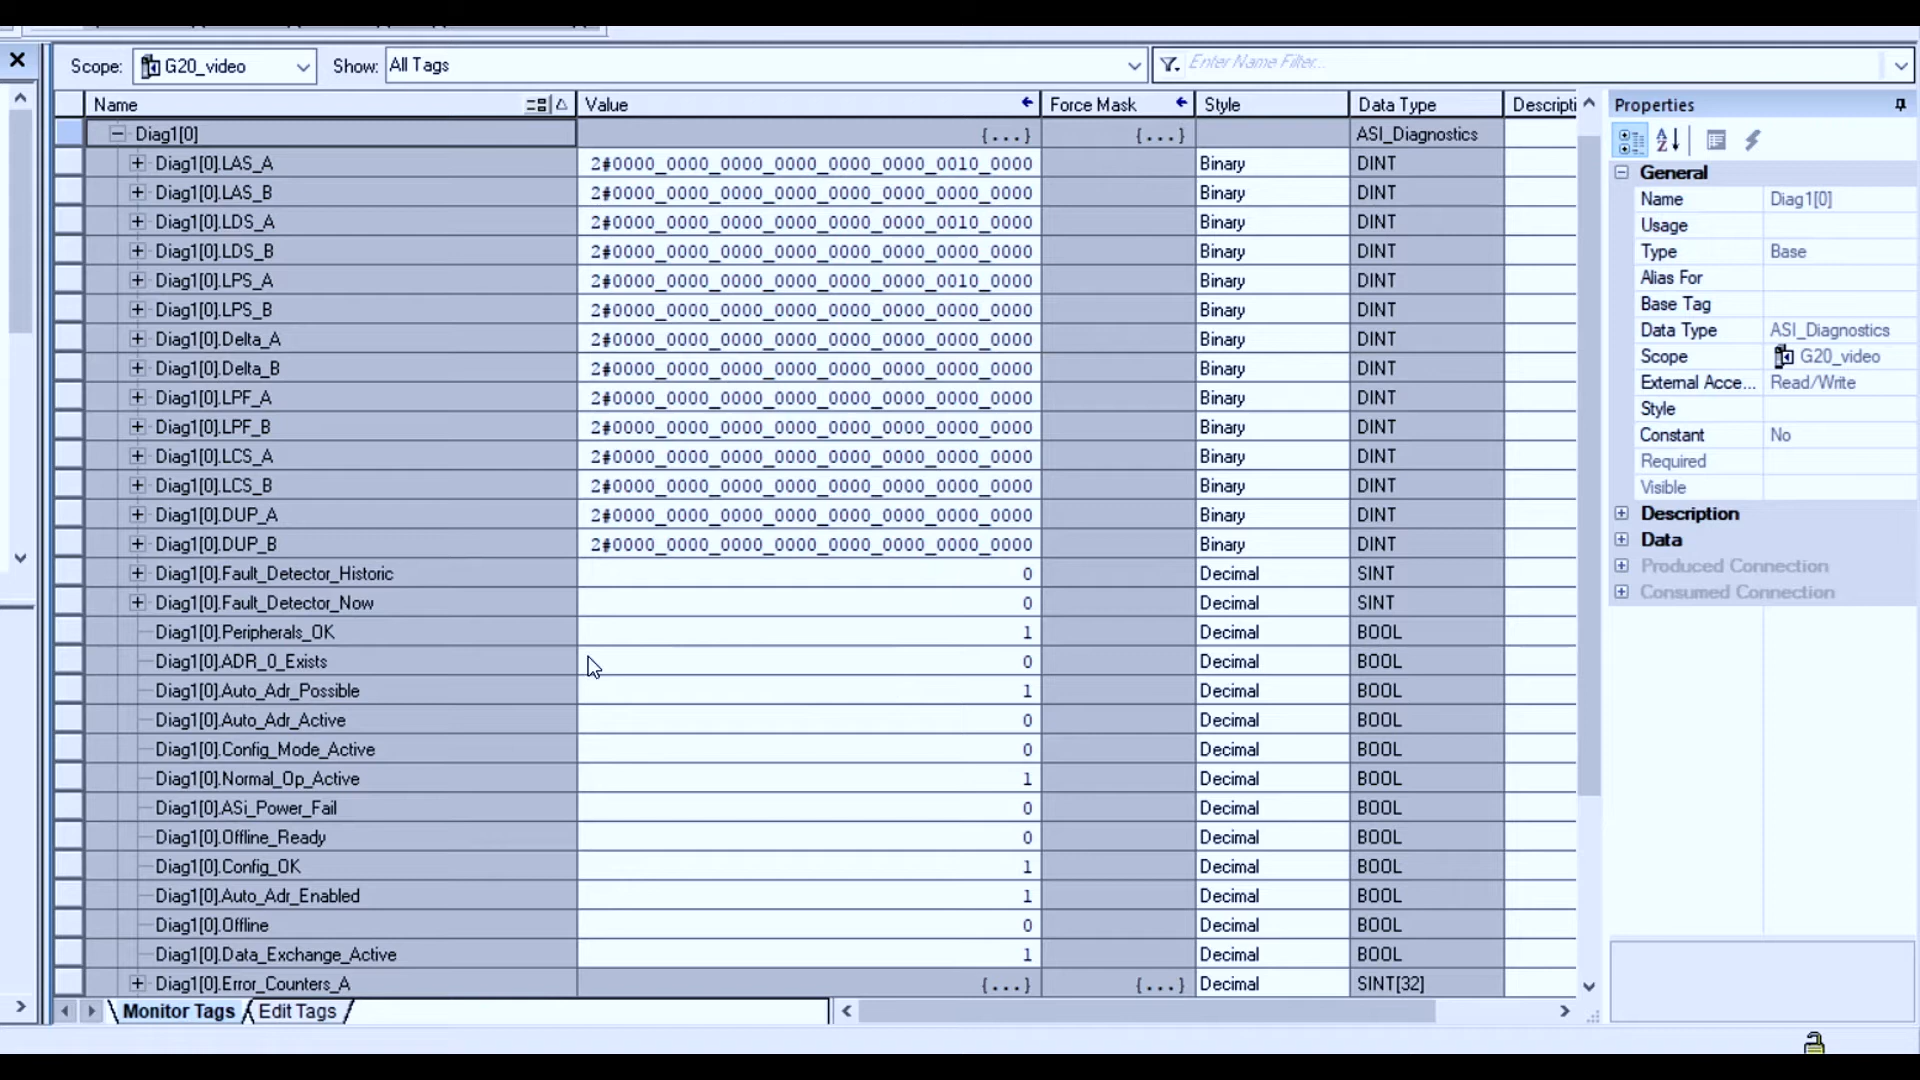 Scope: G20_video Show: All Tags Enter Name Filter...
Name Value Force Mask Style Data Type Descripti Properties
Diag1[0] {...} {...} ASI_Diagnostics
Diag1[0].LAS_A 2#0000_0000_0000_0000_0000_0000_0010_0000 Binary DINT
Diag1[0].LAS_B 2#0000_0000_0000_0000_0000_0000_0000_0000 Binary DINT
Diag1[0].LDS_A 2#0000_0000_0000_0000_0000_0000_0010_0000 Binary DINT
Diag1[0].LDS_B 2#0000_0000_0000_0000_0000_0000_0000_0000 Binary DINT
Diag1[0].LPS_A 2#0000_0000_0000_0000_0000_0000_0010_0000 Binary DINT
Diag1[0].LPS_B 2#0000_0000_0000_0000_0000_0000_0000_0000 Binary DINT
Diag1[0].Delta_A 2#0000_0000_0000_0000_0000_0000_0000_0000 Binary DINT
Diag1[0].Delta_B 2#0000_0000_0000_0000_0000_0000_0000_0000 Binary DINT
Diag1[0].LPF_A 2#0000_0000_0000_0000_0000_0000_0000_0000 Binary DINT
Diag1[0].LPF_B 2#0000_0000_0000_0000_0000_0000_0000_0000 Binary DINT
Diag1[0].LCS_A 2#0000_0000_0000_0000_0000_0000_0000_0000 Binary DINT
Diag1[0].LCS_B 2#0000_0000_0000_0000_0000_0000_0000_0000 Binary DINT
Diag1[0].DUP_A 2#0000_0000_0000_0000_0000_0000_0000_0000 Binary DINT
Diag1[0].DUP_B 2#0000_0000_0000_0000_0000_0000_0000_0000 Binary DINT
Diag1[0].Fault_Detector_Historic 0 Decimal SINT
Diag1[0].Fault_Detector_Now 0 Decimal SINT
Diag1[0].Peripherals_OK 1 Decimal BOOL
Diag1[0].ADR_0_Exists 0 Decimal BOOL
Diag1[0].Auto_Adr_Possible 1 Decimal BOOL
Diag1[0].Auto_Adr_Active 0 Decimal BOOL
Diag1[0].Config_Mode_Active 0 Decimal BOOL
Diag1[0].Normal_Op_Active 1 Decimal BOOL
Diag1[0].ASi_Power_Fail 0 Decimal BOOL
Diag1[0].Offline_Ready 0 Decimal BOOL
Diag1[0].Config_OK 1 Decimal BOOL
Diag1[0].Auto_Adr_Enabled 1 Decimal BOOL
Diag1[0].Offline 0 Decimal BOOL
Diag1[0].Data_Exchange_Active 1 Decimal BOOL
Diag1[0].Error_Counters_A {...} {...} Decimal SINT[32]
Monitor Tags Edit Tags
General
Name Diag1[0]
Usage
Type Base
Alias For
Base Tag
Data Type ASI_Diagnostics
Scope G20_video
External Acce... Read/Write
Style
Constant No
Required
Visible
Description
Data
Produced Connection
Consumed Connection